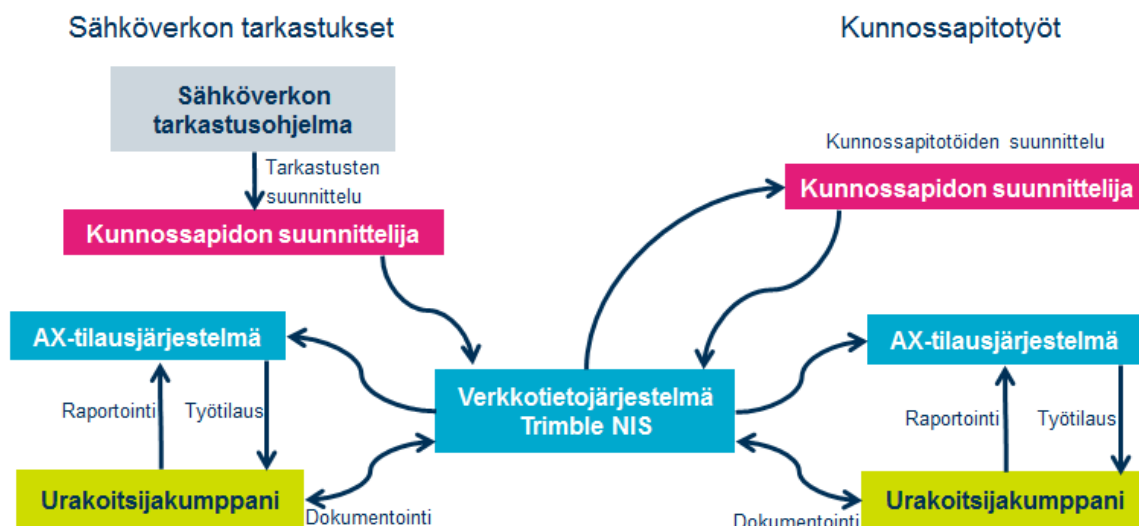 Sähköverkon tarkastukset
Kunnossapitotyöt
Sähköverkon
tarkastusohjelma
Tarkastusten
suunnittelu
Kunnossapidon suunnittelija
Kunnossapitotöiden suunnittelu
Kunnossapidon suunnittelija
AX-tilausjärjestelmä
Raportointi
Työtilaus
Urakoitsijakumppani
Dokumentointi
Verkkotietojärjestelmä
Trimble NIS
AX-tilausjärjestelmä
Raportointi
Työtilaus
Urakoitsijakumppani
Dokumentointi